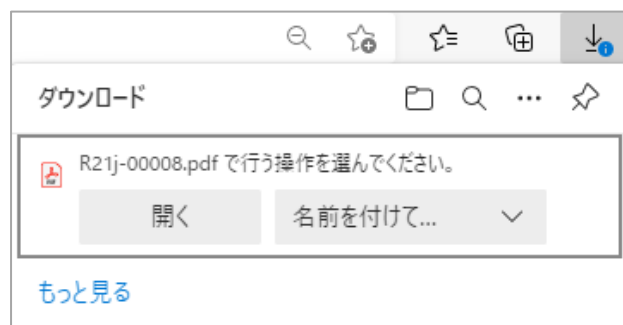 ダウンロード
R21j-00008.pdf で行う操作を選んでください。
開く 名前を付けて...
もっと見る